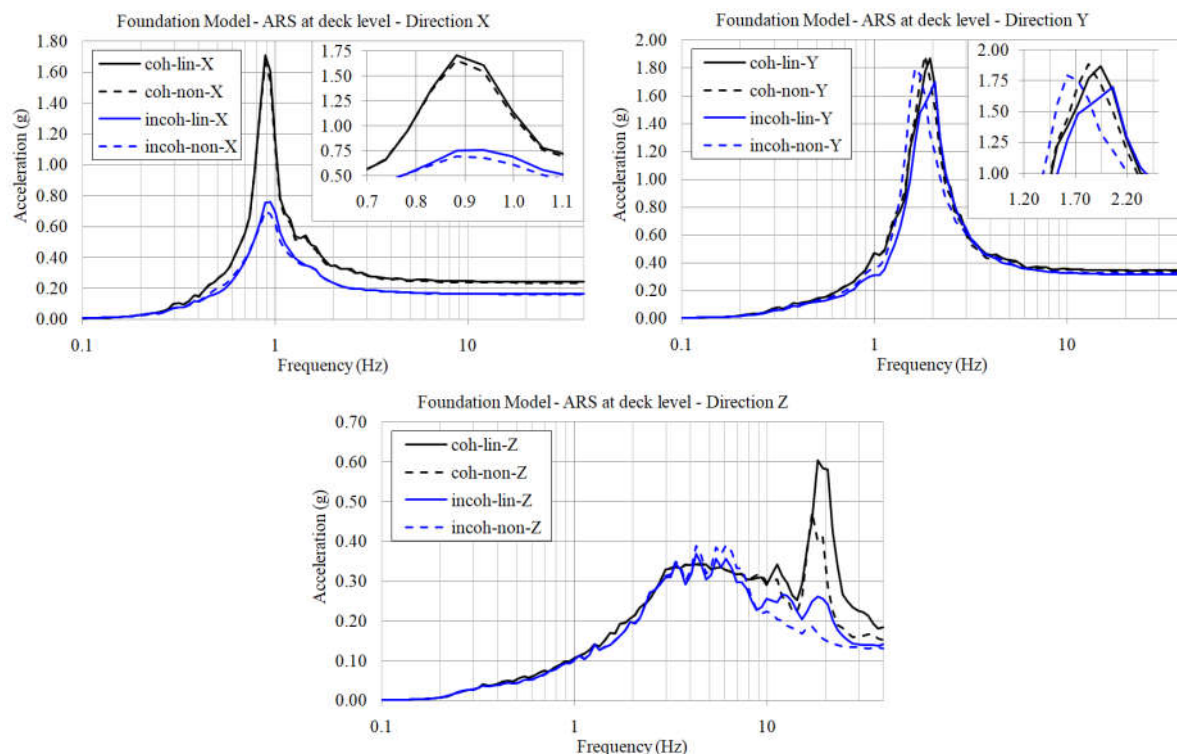 Foundation Model - ARS at deck level - Direction X
1.80
1.60
1.40
1.20
1.00
0.80
0.60
0.40
0.20
0.00
Acceleration (g)
coh-lin-X
coh-non-X
incoh-lin-X
incoh-non-X
1.75
1.50
1.25
1.00
0.75
0.50
0.7 0.8 0.9 1.0 1.1
0.1 1 10
Frequency (Hz)
Foundation Model - ARS at deck level - Direction Y
2.00
1.80
1.60
1.40
1.20
1.00
0.80
0.60
0.40
0.20
0.00
Acceleration (g)
coh-lin-Y
coh-non-Y
incoh-lin-Y
incoh-non-Y
2.00
1.75
1.50
1.25
1.00
1.20 1.70 2.20
0.1 1 10
Frequency (Hz)
Foundation Model - ARS at deck level - Direction Z
0.70
0.60
0.50
0.40
0.30
0.20
0.10
0.00
Acceleration (g)
coh-lin-Z
coh-non-Z
incoh-lin-Z
incoh-non-Z
0.1 1 10
Frequency (Hz)